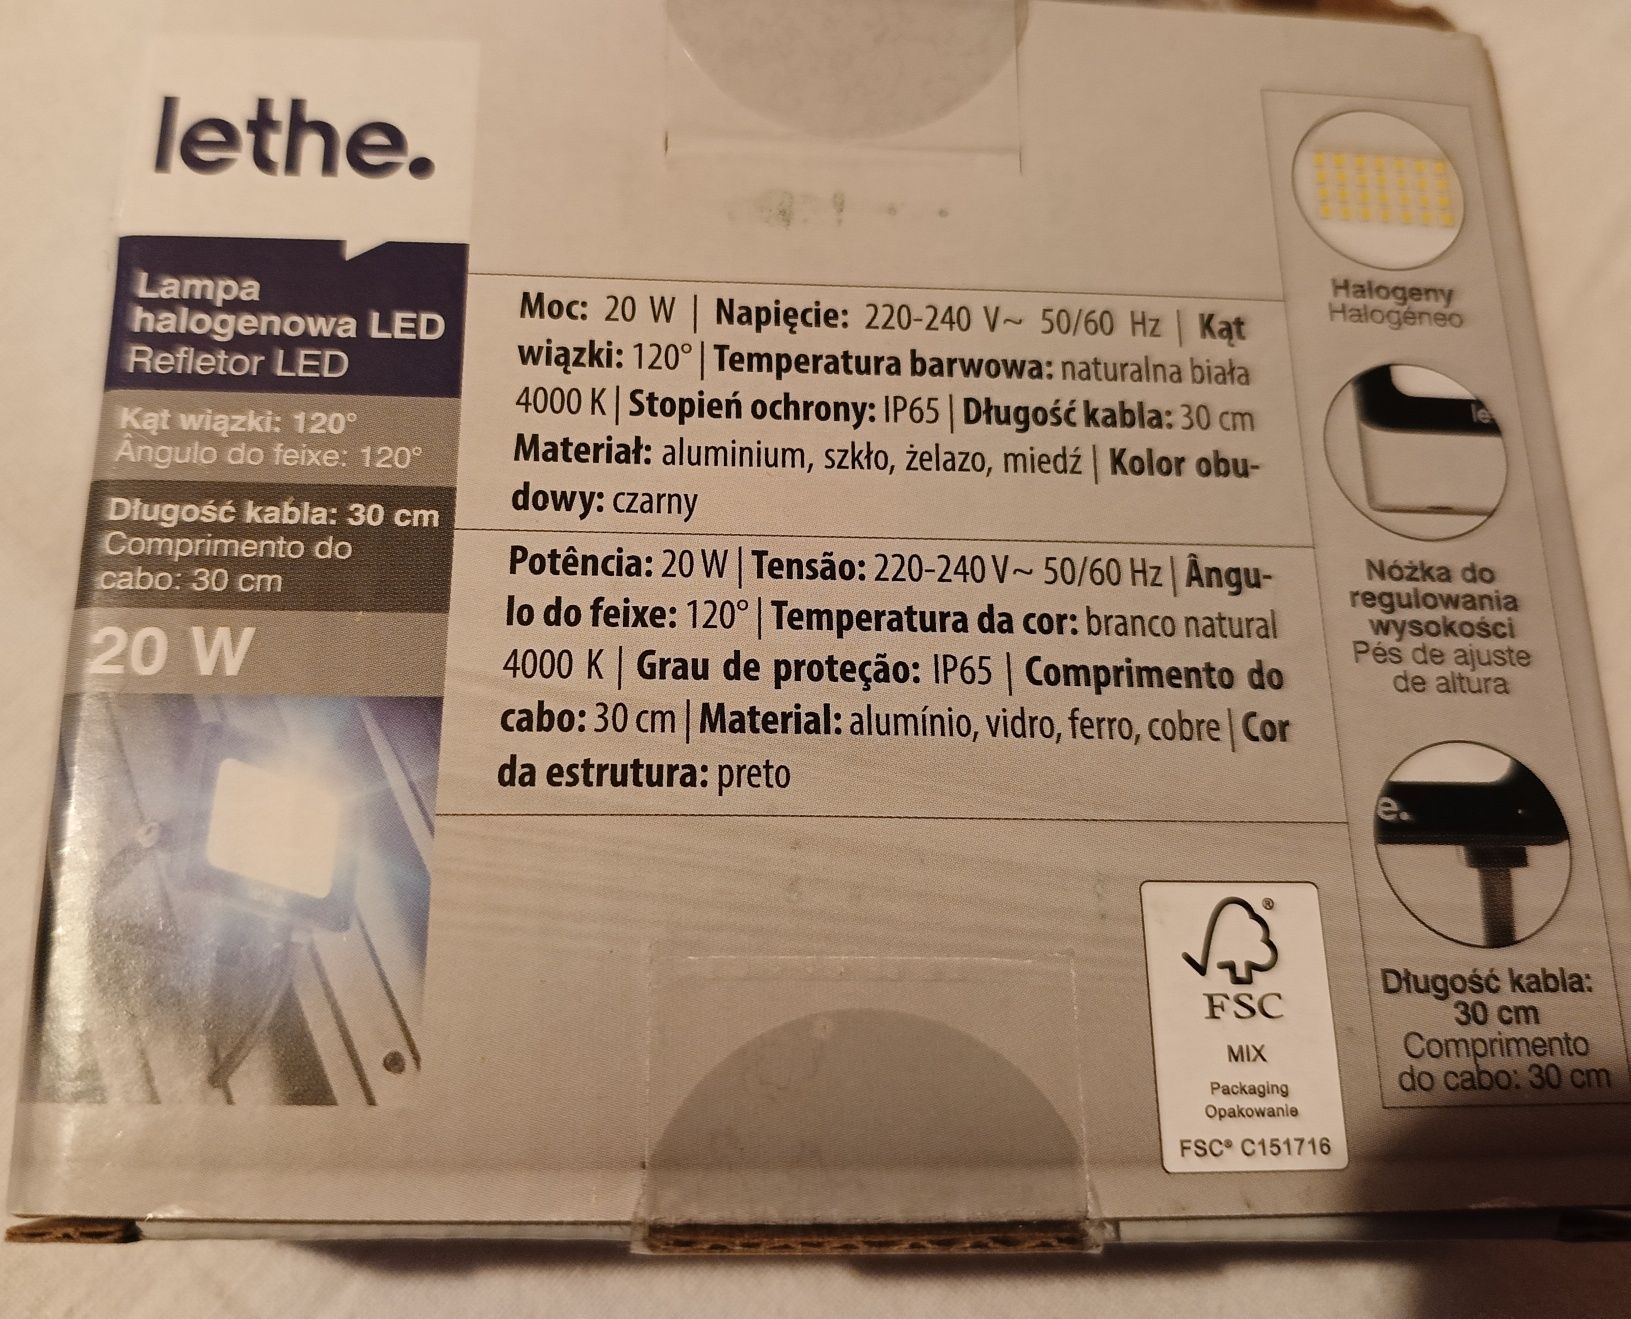 lethe.
Lampa
halogenowa LED
Refletor LED
Kąt wiązki: 120°
Ângulo do feixe: 120°
Długość kabla: 30 cm
Comprimento do
cabo: 30 cm
20 W
Moc: 20 W | Napięcie: 220-240 V~ 50/60 Hz | Kąt
wiązki: 120° | Temperatura barwowa: naturalna biała
4000 K | Stopień ochrony: IP65 | Długość kabla: 30 cm
Materiał: aluminium, szkło, żelazo, miedź | Kolor obu-
dowy: czarny
Potência: 20 W | Tensão: 220-240 V~ 50/60 Hz | Ângu-
lo do feixe: 120° | Temperatura da cor: branco natural
4000 K | Grau de proteção: IP65 | Comprimento do
cabo: 30 cm | Material: alumínio, vidro, ferro, cobre | Cor
da estrutura: preto
Halogeny
Halogéneo
le
Nóżka do
regulowania
wysokości
Pés de ajuste
de altura
e.
Długość kabla:
30 cm
Comprimento
do cabo: 30 cm
®
FSC
MIX
Packaging
Opakowanie
FSC® C151716